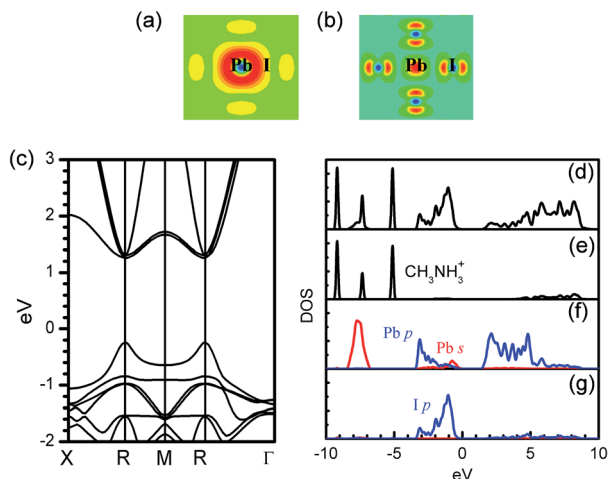 (a)
(b)
Pb I
Pb I
(c)
3
2
1
0
-1
-2
eV
X R M R Γ
(d)
(e)
CH₃NH₃⁺
(f)
Pb p
Pb s
(g)
I p
DOS
-10 -5 0 5 10
eV